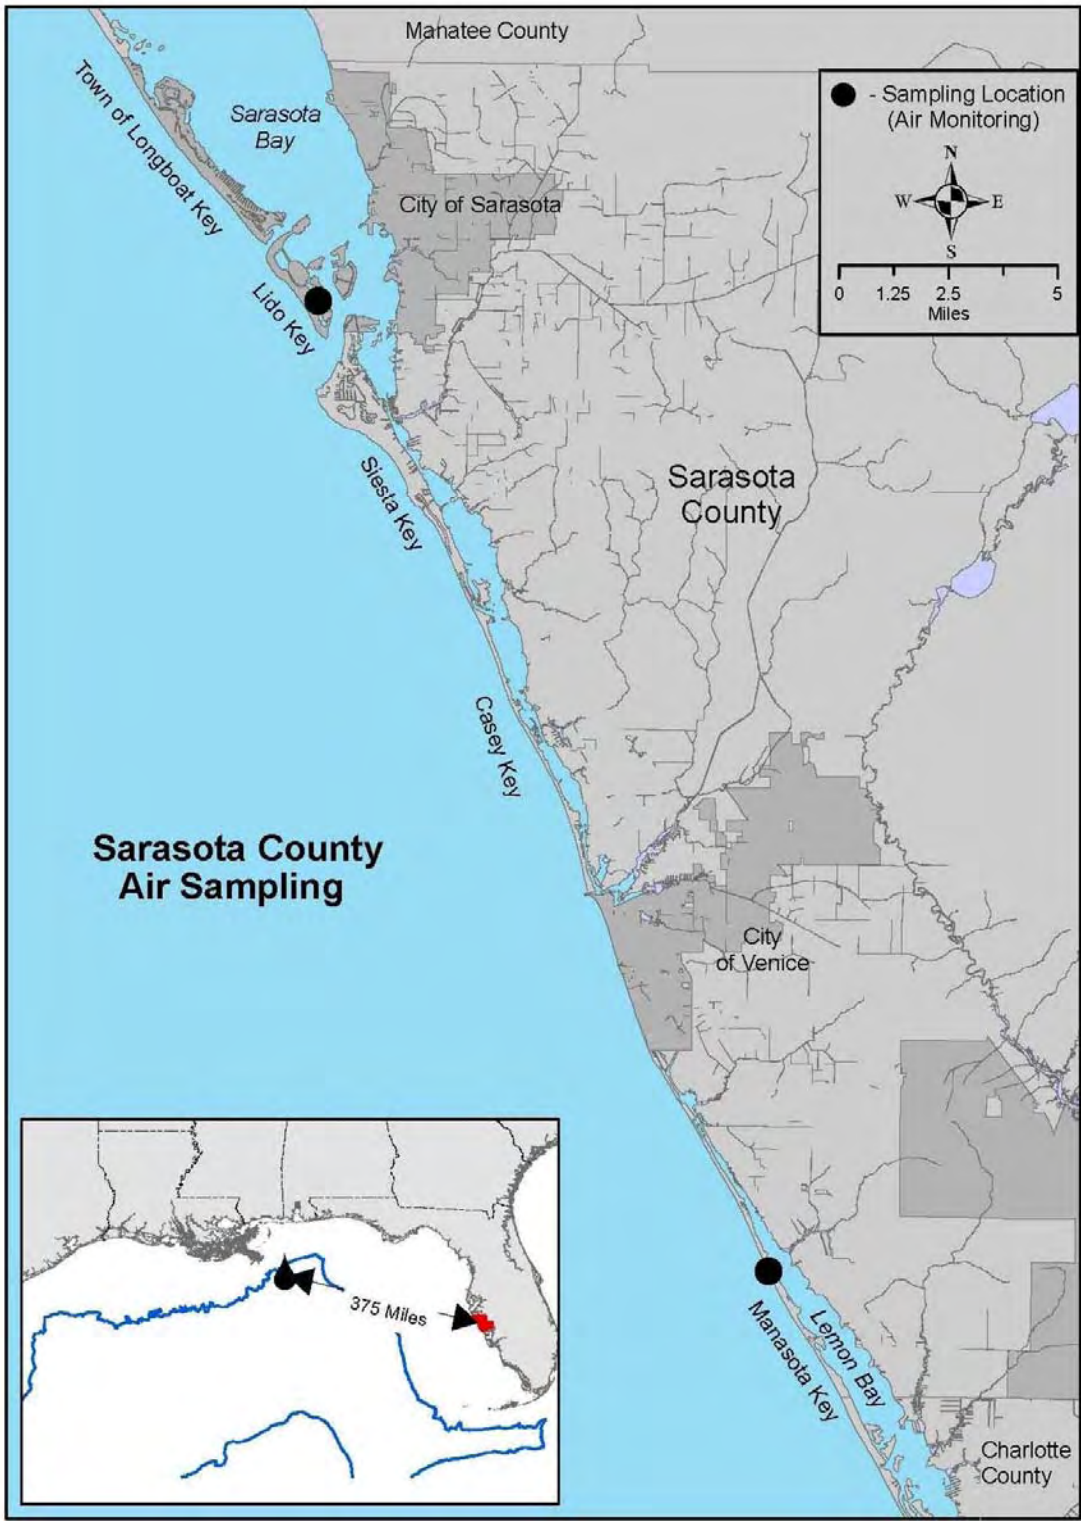 Manatee County
- Sampling Location
(Air Monitoring)
N
W
E
S
0
1.25
2.5
5
Miles
Town of Longboat Key
Sarasota
Bay
City of Sarasota
Lido Key
Siesta Key
Sarasota
County
Casey Key
Sarasota County
Air Sampling
City
of Venice
375 Miles
Manasota Key
Lemon Bay
Charlotte
County